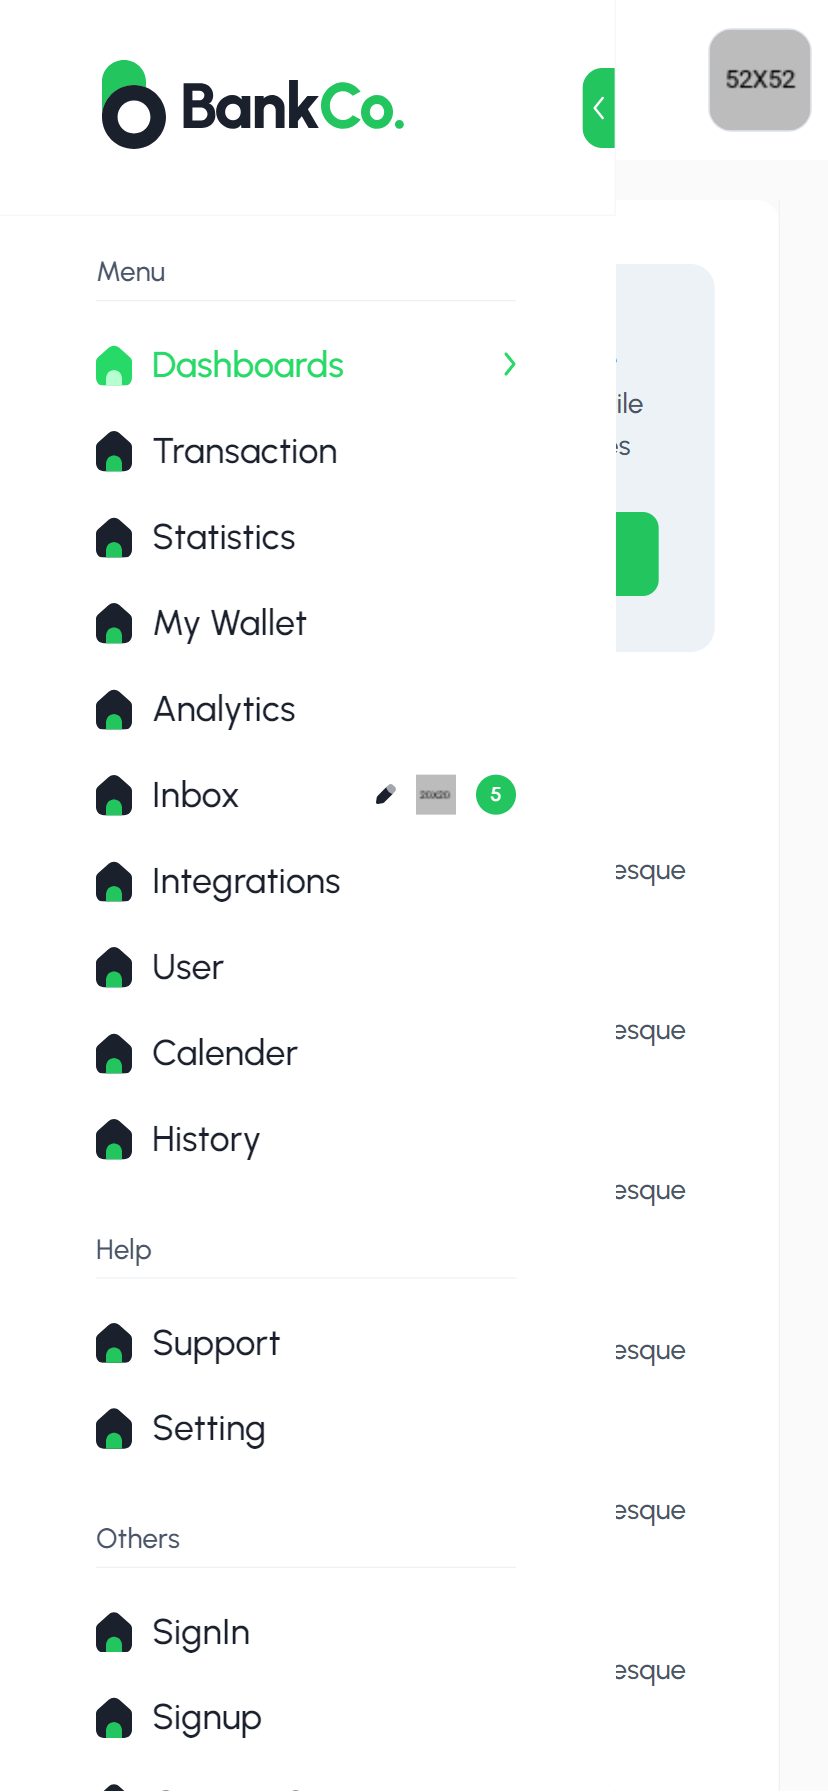 BankCo.
52X52
Menu
Dashboards
Transaction
Statistics
My Wallet
Analytics
Inbox 20X20 5
Integrations
User
Calender
History
Help
Support
Setting
Others
SignIn
Signup
ile
es
esque
esque
esque
esque
esque
esque